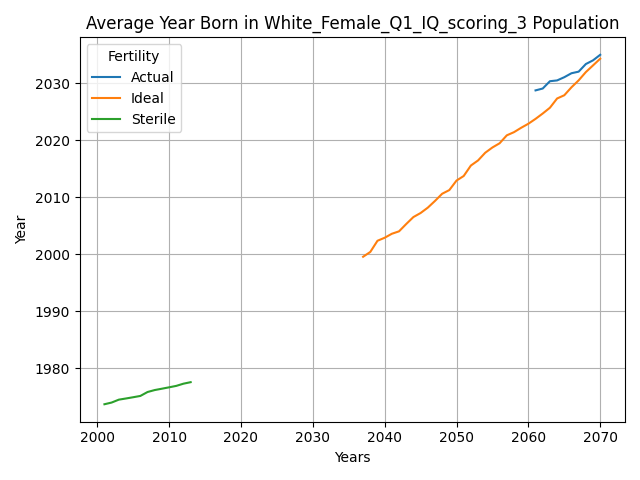 Average Year Born in White_Female_Q1_IQ_scoring_3 Population
Fertility
Actual
Ideal
Sterile
Year
2030
2020
2010
2000
1990
1980
2000 2010 2020 2030 2040 2050 2060 2070
Years